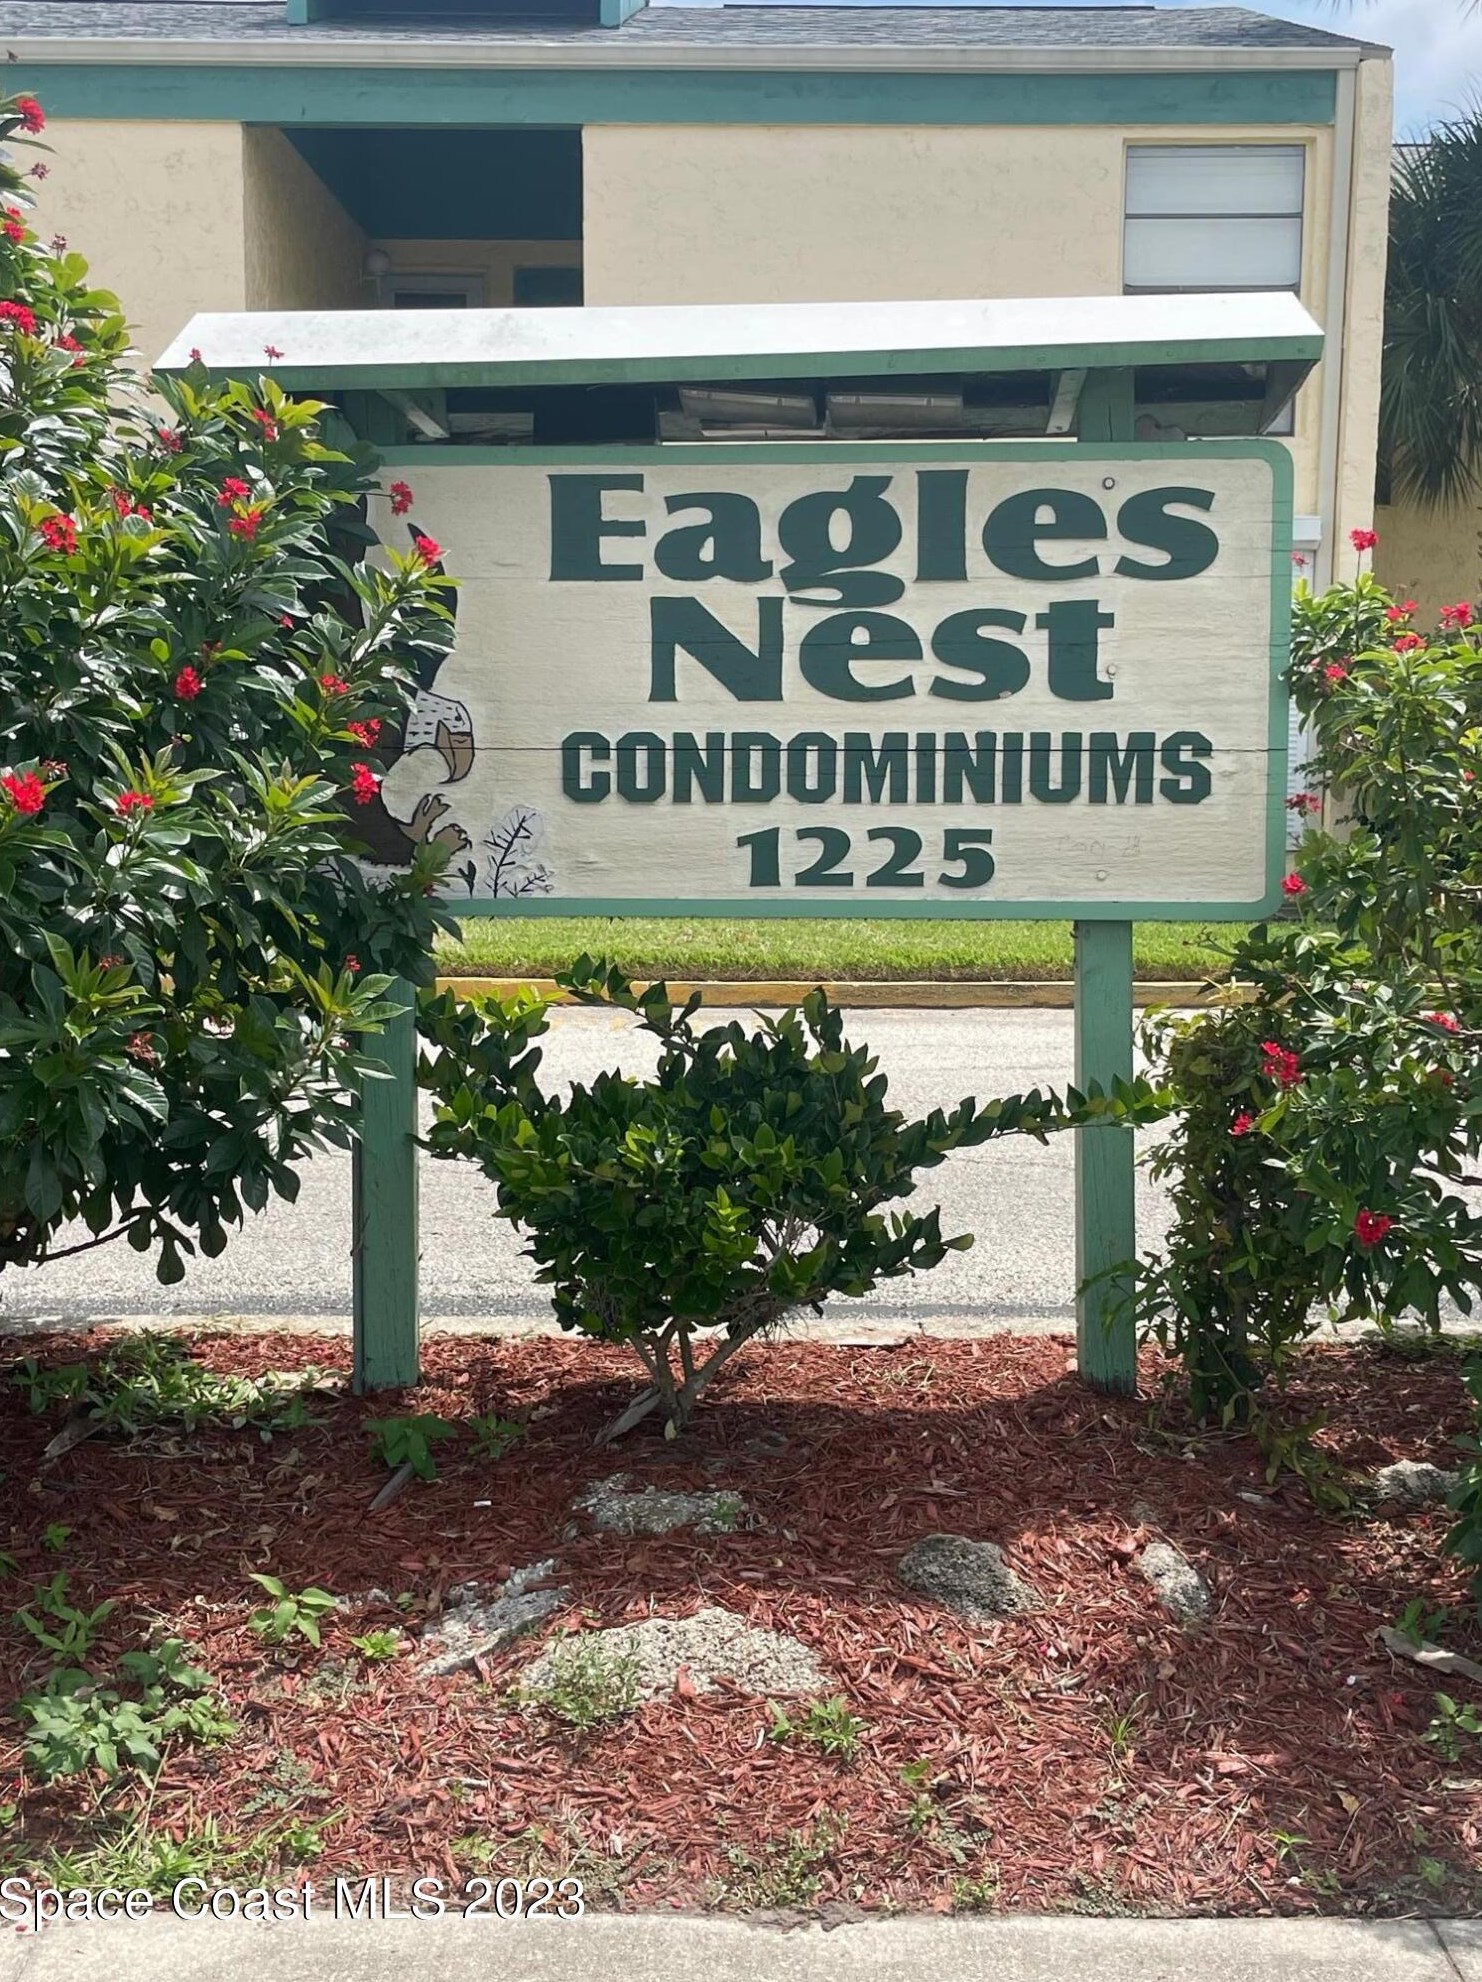 Eagles
Nest
CONDOMINIUMS
1225
Space Coast MLS 2023